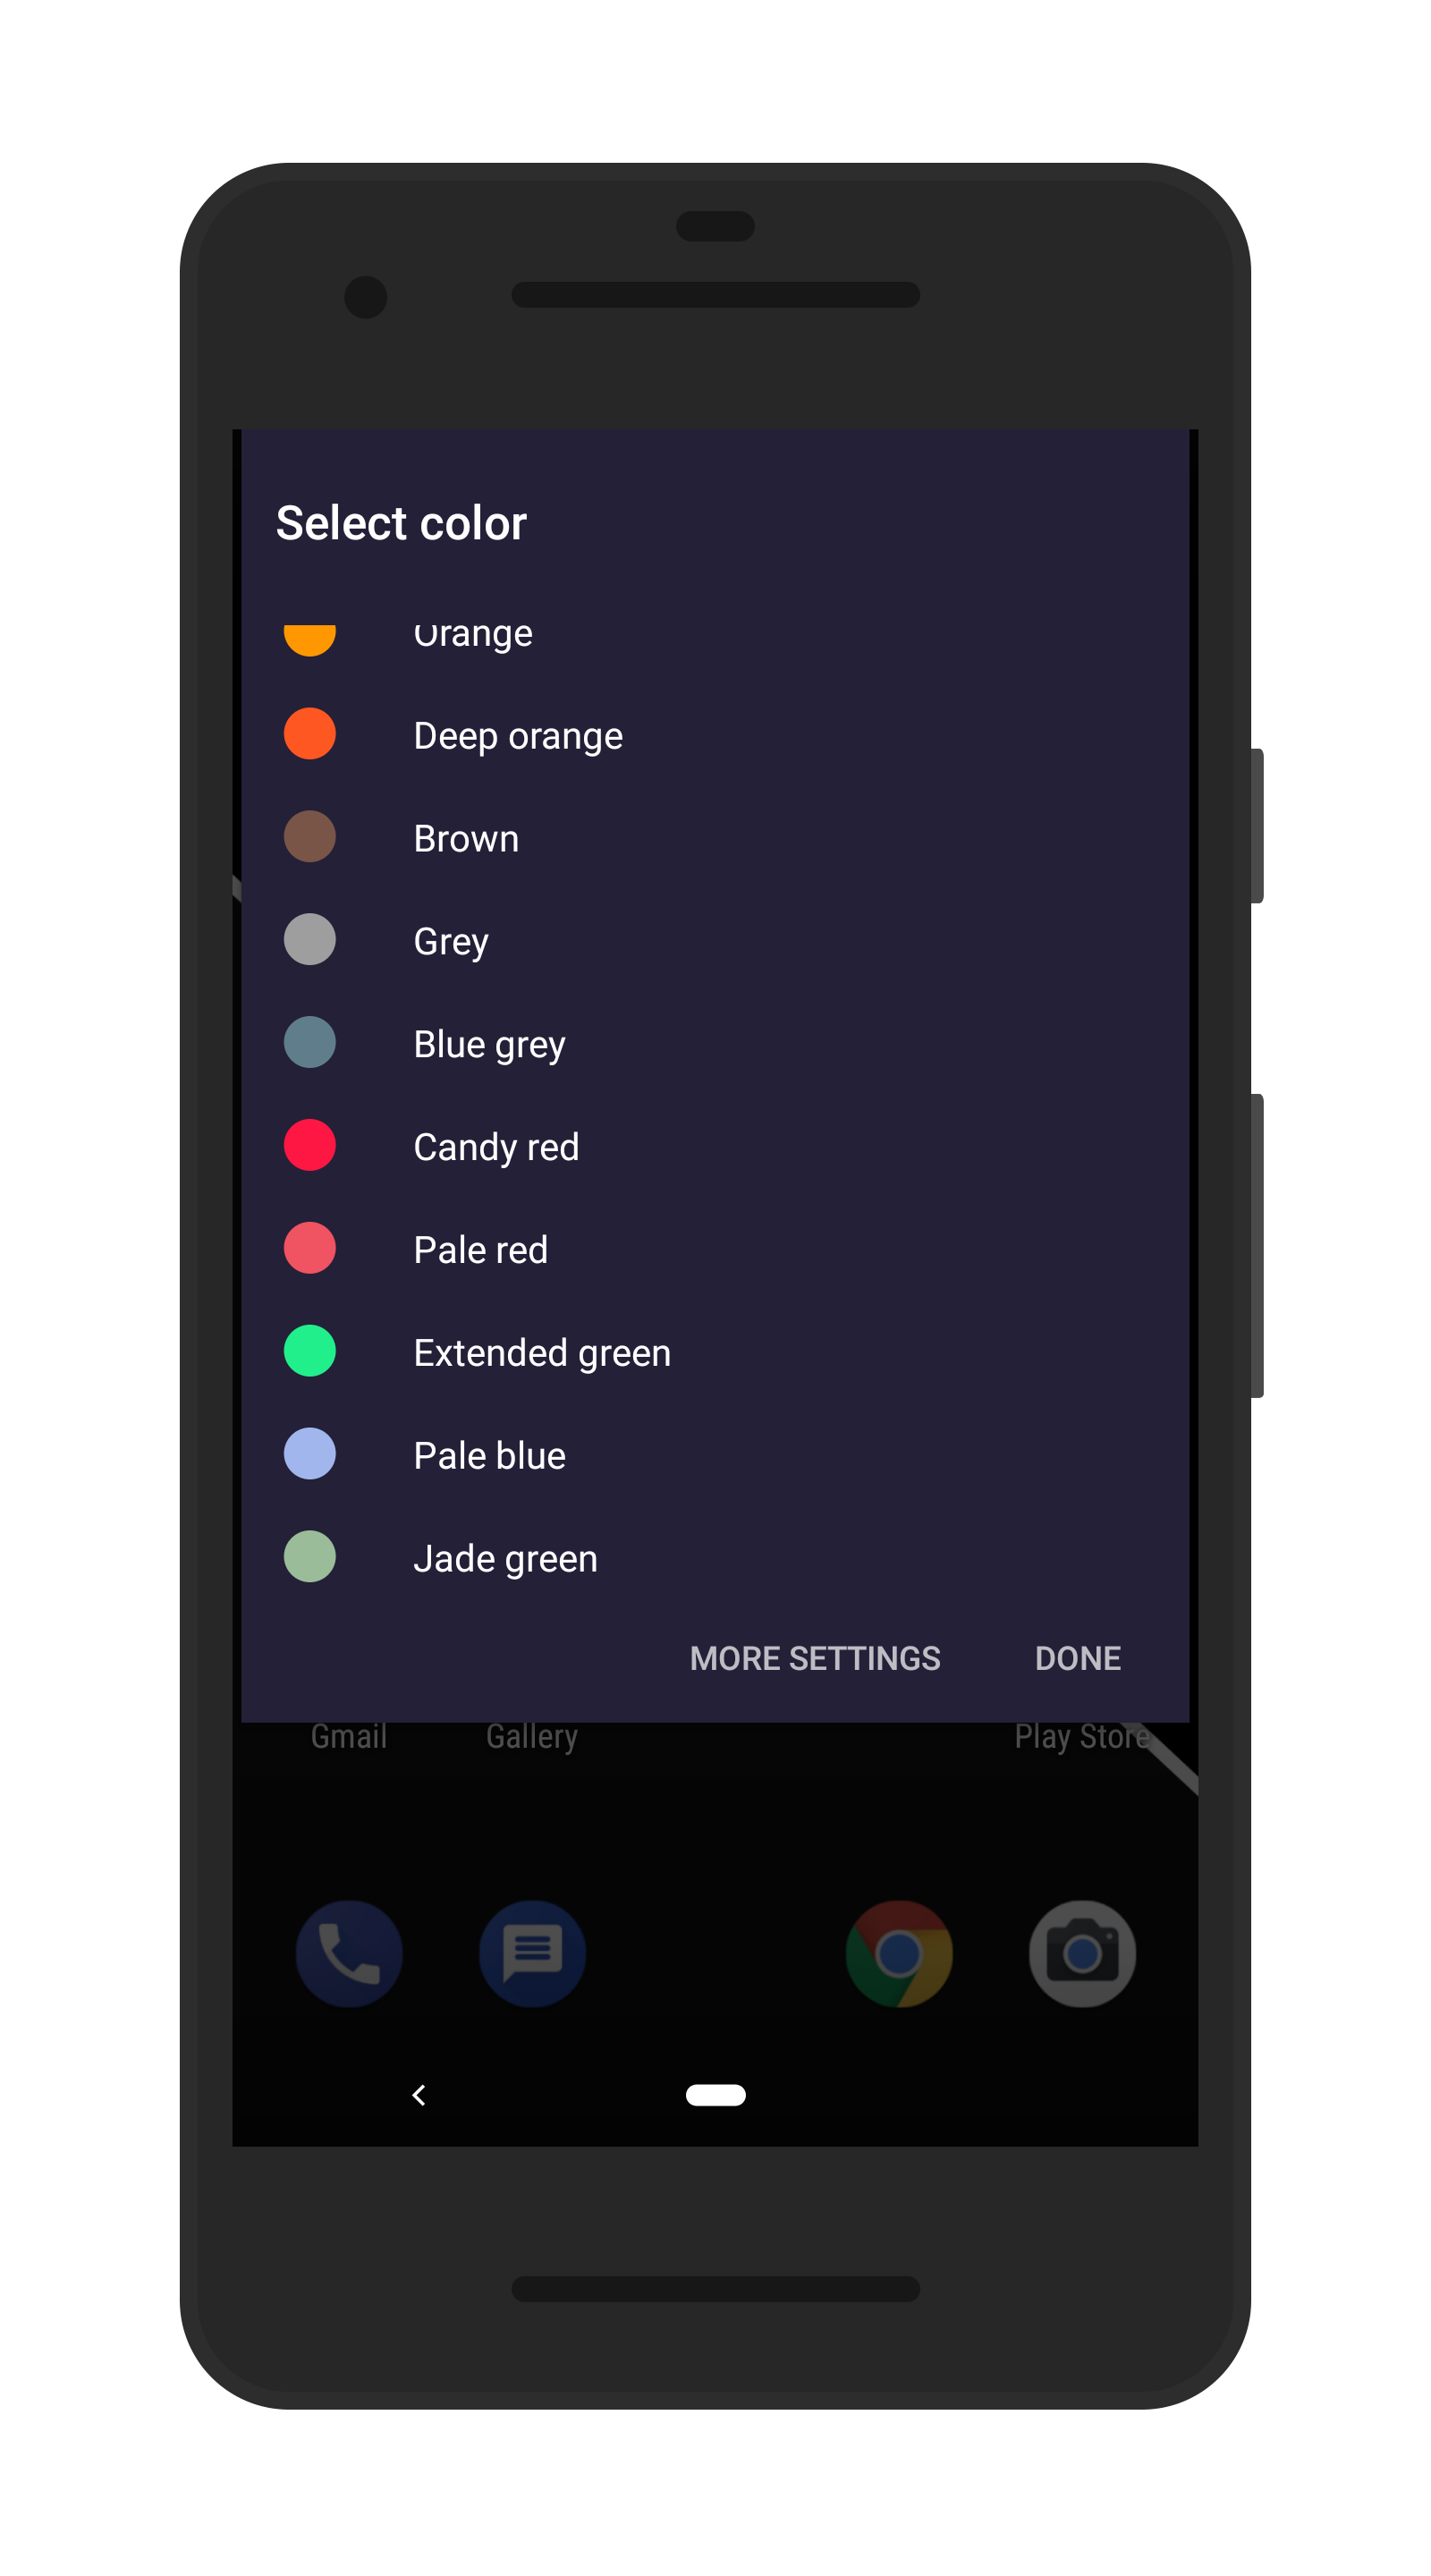 Select color
Orange
Deep orange
Brown
Grey
Blue grey
Candy red
Pale red
Extended green
Pale blue
Jade green
MORE SETTINGS DONE
Gmail Gallery Play Store